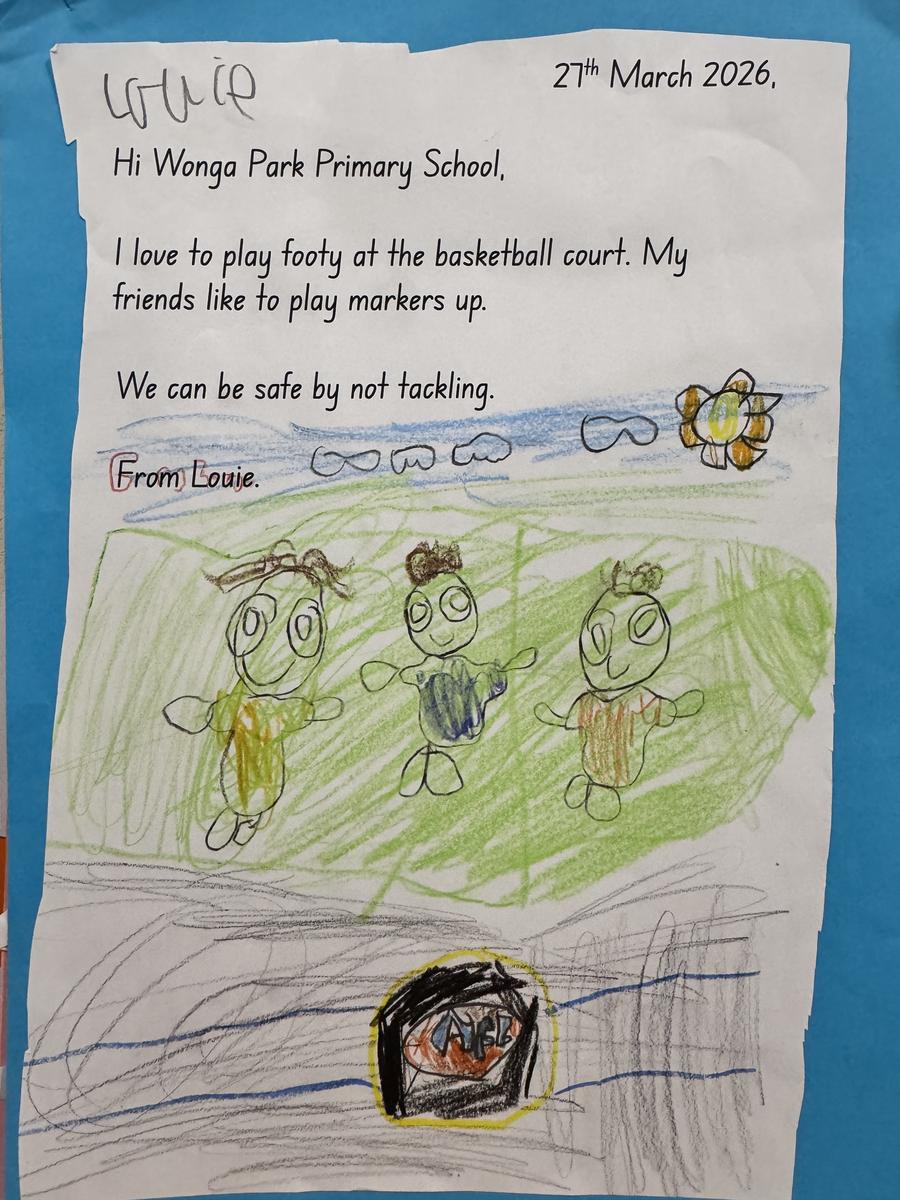 Louie
27th March 2026,
Hi Wonga Park Primary School,
I love to play footy at the basketball court. My
friends like to play markers up.
We can be safe by not tackling.
From Louie.
AFL